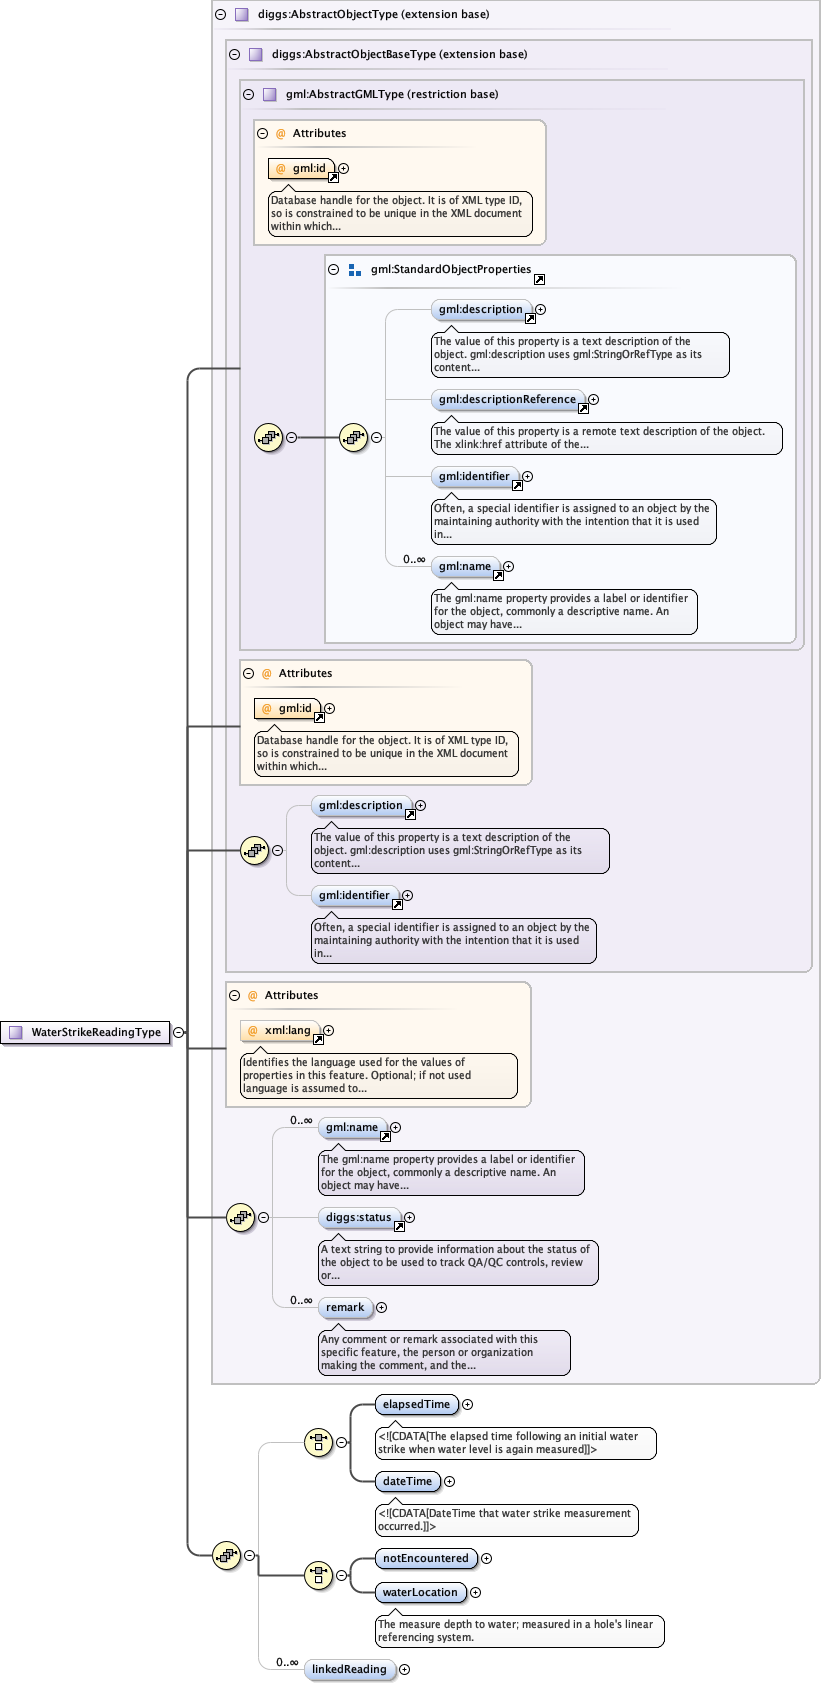 diggs:AbstractObjectType (extension base)
diggs:AbstractObjectBaseType (extension base)
gml:AbstractGMLType (restriction base)
@ Attributes
@ gml:id
Database handle for the object. It is of XML type ID,
so is constrained to be unique in the XML document
within which...
gml:StandardObjectProperties
gml:description
The value of this property is a text description of the
object. gml:description uses gml:StringOrRefType as its
content...
gml:descriptionReference
The value of this property is a remote text description of the object.
The xlink:href attribute of the...
gml:identifier
Often, a special identifier is assigned to an object by the
maintaining authority with the intention that it is used
in...
0..∞
gml:name
The gml:name property provides a label or identifier
for the object, commonly a descriptive name. An
object may have...
@ Attributes
@ gml:id
Database handle for the object. It is of XML type ID,
so is constrained to be unique in the XML document
within which...
gml:description
The value of this property is a text description of the
object. gml:description uses gml:StringOrRefType as its
content...
gml:identifier
Often, a special identifier is assigned to an object by the
maintaining authority with the intention that it is used
in...
@ Attributes
WaterStrikeReadingType
@ xml:lang
Identifies the language used for the values of
properties in this feature. Optional; if not used
language is assumed to...
0..∞
gml:name
The gml:name property provides a label or identifier
for the object, commonly a descriptive name. An
object may have...
diggs:status
A text string to provide information about the status of
the object to be used to track QA/QC controls, review
or...
0..∞
remark
Any comment or remark associated with this
specific feature, the person or organization
making the comment, and the...
elapsedTime
<![CDATA[The elapsed time following an initial water
strike when water level is again measured]]>
dateTime
<![CDATA[DateTime that water strike measurement
occurred.]]>
notEncountered
waterLocation
The measure depth to water; measured in a hole's linear
referencing system.
0..∞
linkedReading